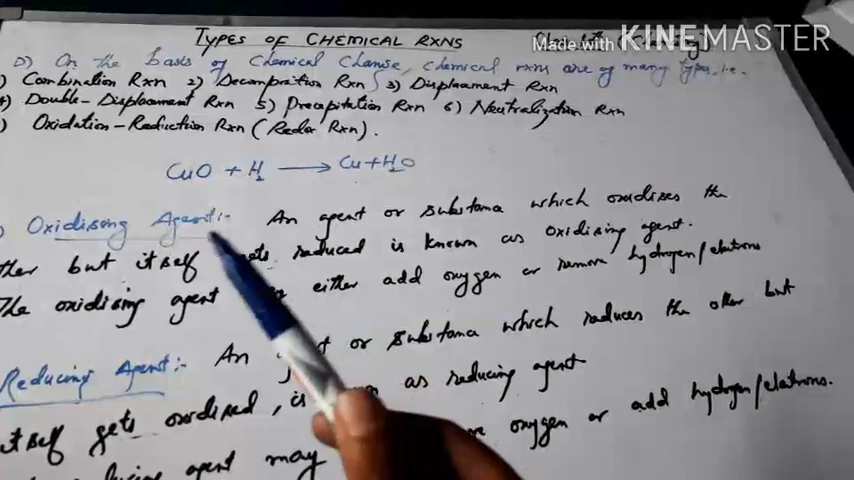 TYPES OF CHEMICAL RXNS
Made with KINEMASTER
D) On the basis of Chemical Change, chemical rxns are of many types, i.e.
1) Combination Rxn 2) Decomposition Rxn 3) Displacement Rxn
4) Double-Displacement Rxn 5) Precapitation Rxn 6) Neutralization Rxn
) Oxidation-Reduction Rxn (Redox Rxn).
CuO + H2 → Cu + H2O
) Oxidising Agent:- An agent or substance which oxidises the
ther but itself gets reduced is known as oxidising agent.
The oxidising agent either add oxygen or remove hydrogen/electrons
Reducing Agent:- An or substance which reduces the other but
itself gets oxidised, is as reducing agent
agent may oxygen or add hydrogen/electrons.